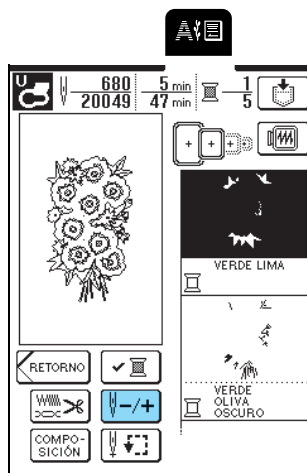 A
U
680 5 min 1
20049 47 min 5
VERDE LIMA
RETORNO
VERDE
OLIVA
OSCURO
-/+
COMPO-
SICIÓN